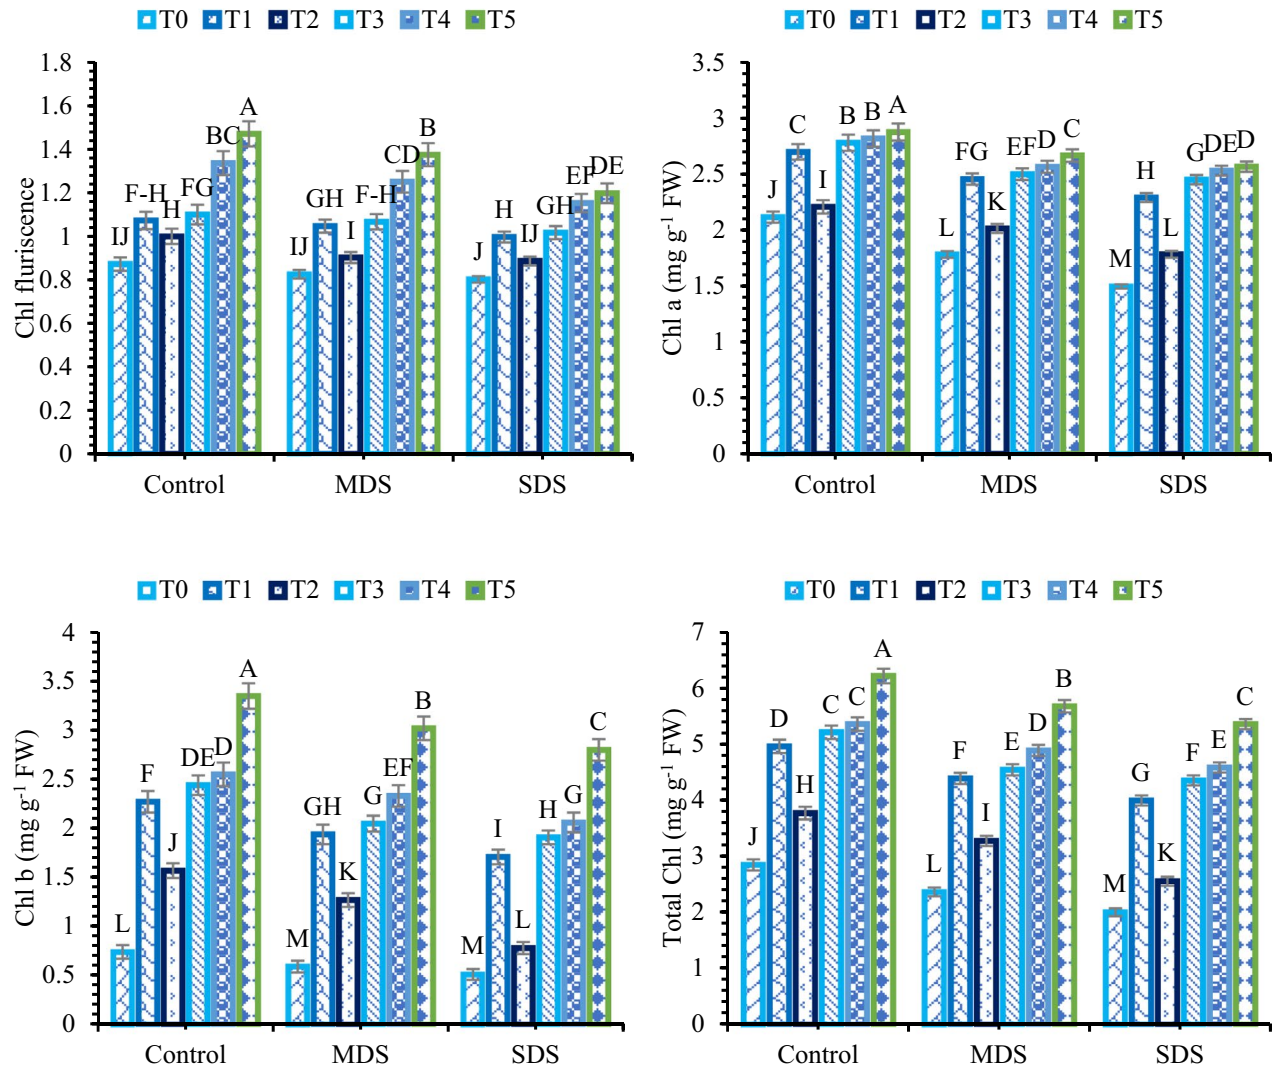 T0 T1 T2 T3 T4 T5
Chl fluriscence
1.8
1.6
1.4
1.2
1
0.8
0.6
0.4
0.2
0
IJ F-H H FG BC A
IJ GH I F-H CD B
J H IJ GH EF DE
Control MDS SDS
T0 T1 T2 T3 T4 T5
Chl a (mg g-1 FW)
3.5
3
2.5
2
1.5
1
0.5
0
J C I B B A
L FG K EF D C
M H L G DE D
Control MDS SDS
T0 T1 T2 T3 T4 T5
Chl b (mg g-1 FW)
4
3.5
3
2.5
2
1.5
1
0.5
0
L F J DE D A
M GH K G EF B
M I L H G C
Control MDS SDS
T0 T1 T2 T3 T4 T5
Total Chl (mg g-1 FW)
7
6
5
4
3
2
1
0
J D H C C A
L F I E D B
M G K F E C
Control MDS SDS